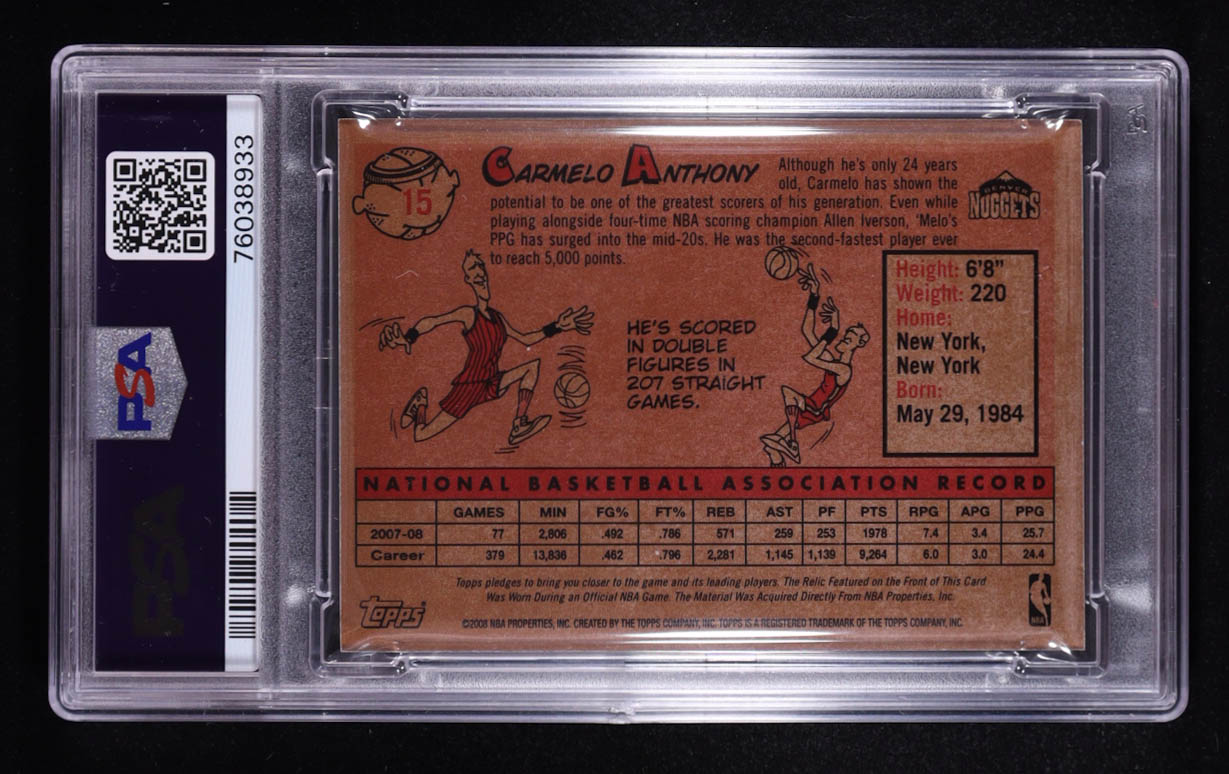 76038933
PSA
PSA
15
CARMELO ANTHONY
Although he's only 24 years
old, Carmelo has shown the
potential to be one of the greatest scorers of his generation. Even while
playing alongside four-time NBA scoring champion Allen Iverson, 'Melo's
PPG has surged into the mid-20s. He was the second-fastest player ever
to reach 5,000 points.
DENVER
NUGGETS
HE'S SCORED
IN DOUBLE
FIGURES IN
207 STRAIGHT
GAMES.
Height: 6'8"
Weight: 220
Home:
New York,
New York
Born:
May 29, 1984
NATIONAL BASKETBALL ASSOCIATION RECORD
GAMES MIN FG% FT% REB AST PF PTS RPG APG PPG
2007-08 77 2,806 .492 .786 571 259 253 1978 7.4 3.4 25.7
Career 379 13,836 .462 .796 2,281 1,145 1,139 9,264 6.0 3.0 24.4
Topps pledges to bring you closer to the game and its leading players. The Relic Featured on the Front of This Card
Was Worn During an Official NBA Game. The Material Was Acquired Directly From NBA Properties, Inc.
Topps
©2008 NBA PROPERTIES, INC. CREATED BY THE TOPPS COMPANY, INC. TOPPS IS A REGISTERED TRADEMARK OF THE TOPPS COMPANY, INC.
NBA